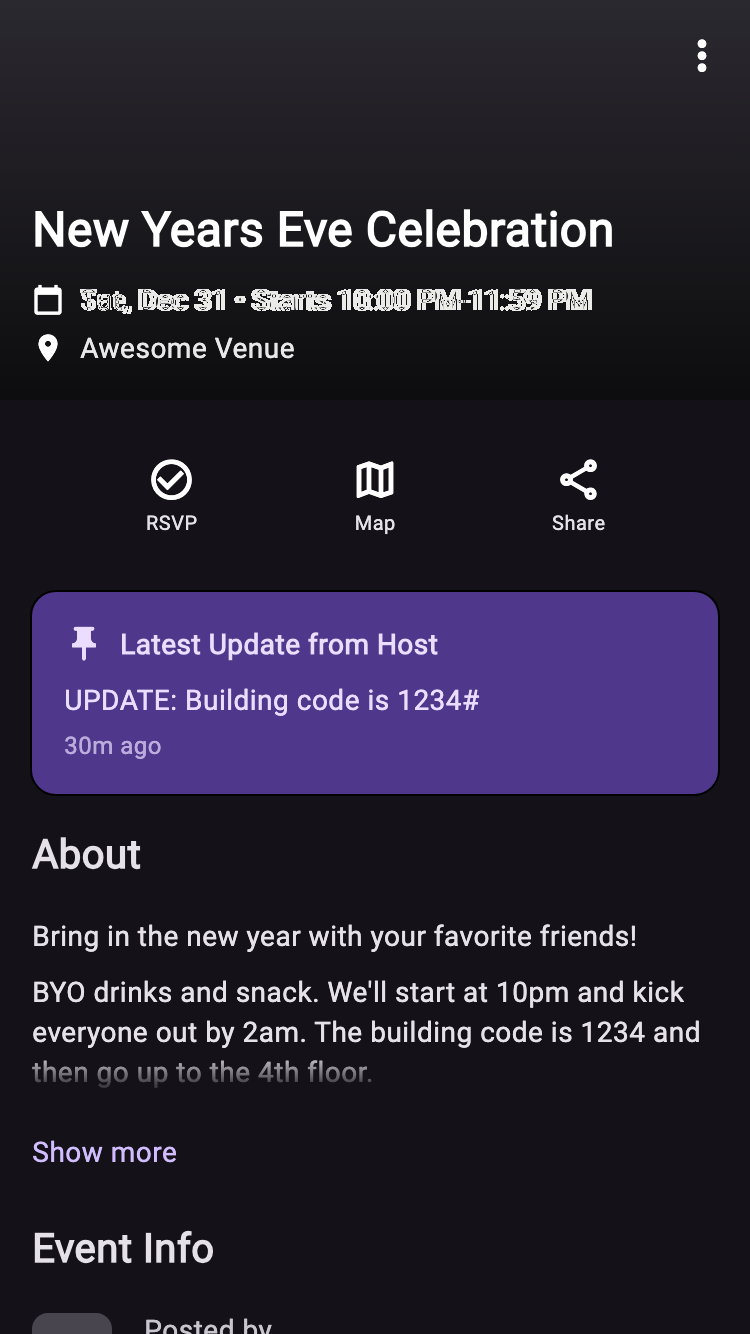 New Years Eve Celebration
Sat, Dec 31 • Starts 10:00 PM-11:59 PM
Awesome Venue
RSVP
Map
Share
Latest Update from Host
UPDATE: Building code is 1234#
30m ago
About
Bring in the new year with your favorite friends!
BYO drinks and snack. We'll start at 10pm and kick
everyone out by 2am. The building code is 1234 and
then go up to the 4th floor.
Show more
Event Info
Posted by